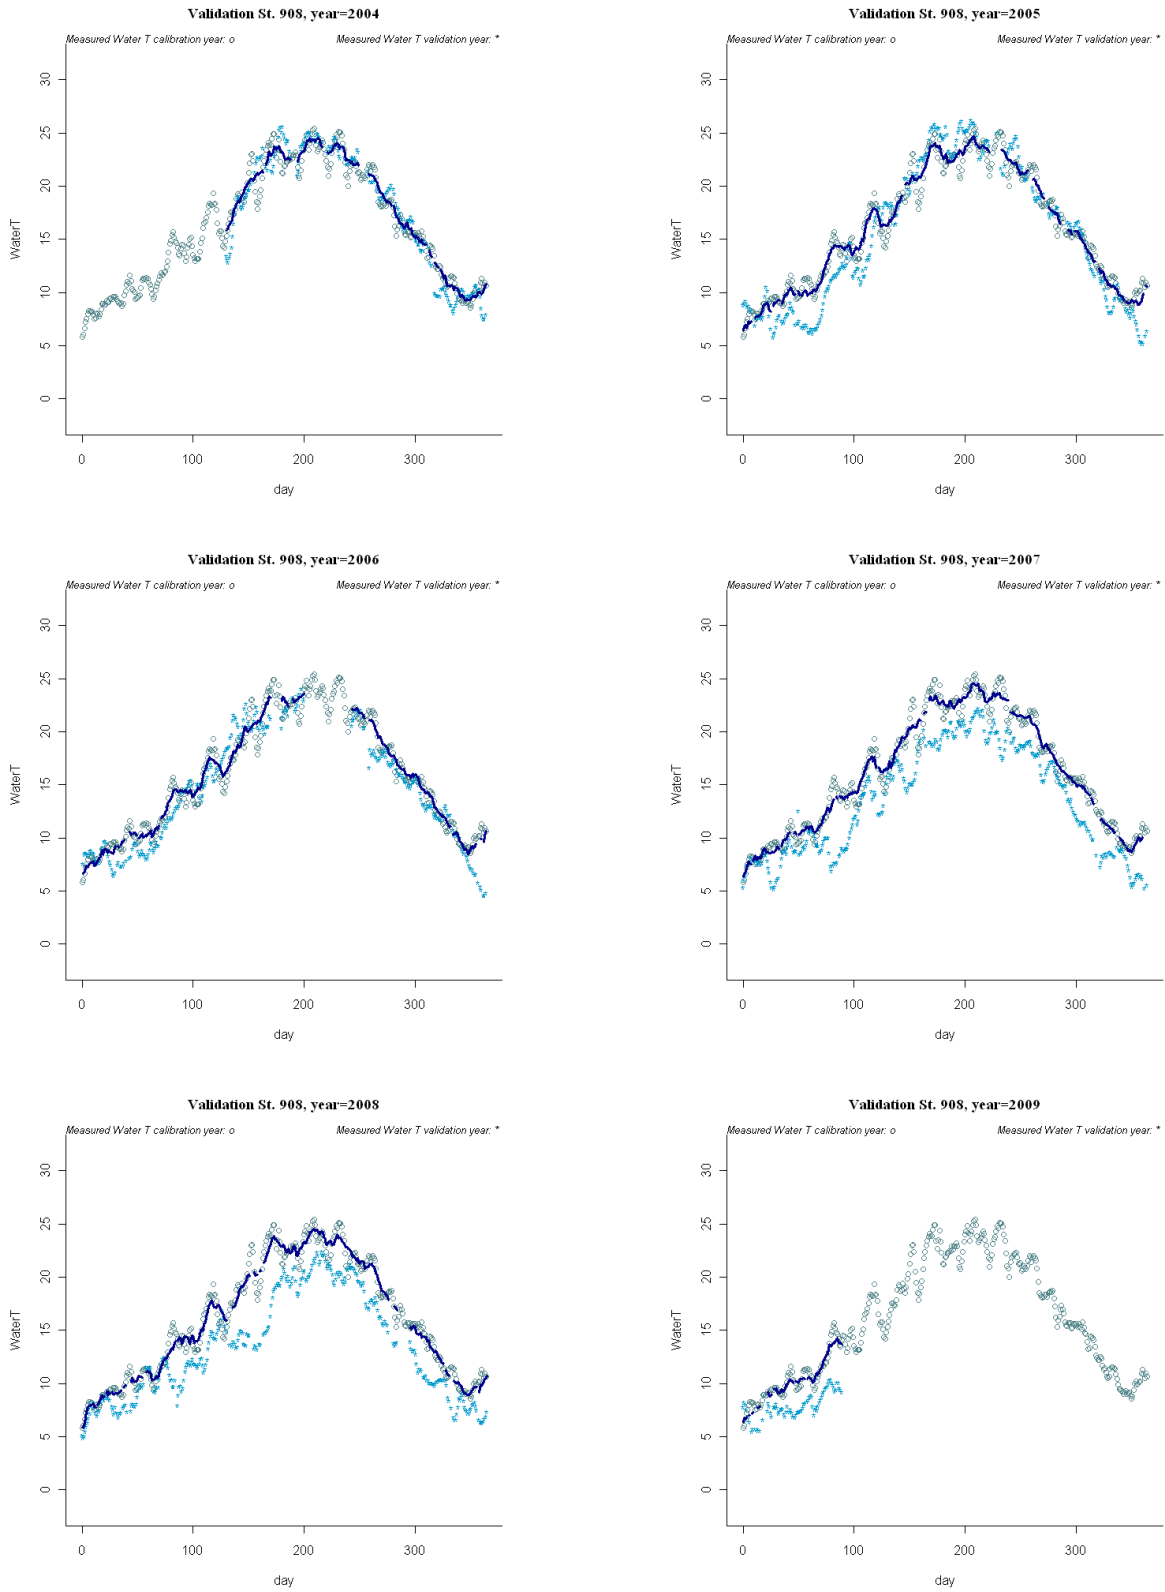 Validation St. 908, year=2004
Measured Water T calibration year: o Measured Water T validation year: *
WaterT
30
25
20
15
10
5
0
0 100 200 300
day
Validation St. 908, year=2005
Measured Water T calibration year: o Measured Water T validation year: *
WaterT
30
25
20
15
10
5
0
0 100 200 300
day
Validation St. 908, year=2006
Measured Water T calibration year: o Measured Water T validation year: *
WaterT
30
25
20
15
10
5
0
0 100 200 300
day
Validation St. 908, year=2007
Measured Water T calibration year: o Measured Water T validation year: *
WaterT
30
25
20
15
10
5
0
0 100 200 300
day
Validation St. 908, year=2008
Measured Water T calibration year: o Measured Water T validation year: *
WaterT
30
25
20
15
10
5
0
0 100 200 300
day
Validation St. 908, year=2009
Measured Water T calibration year: o Measured Water T validation year: *
WaterT
30
25
20
15
10
5
0
0 100 200 300
day